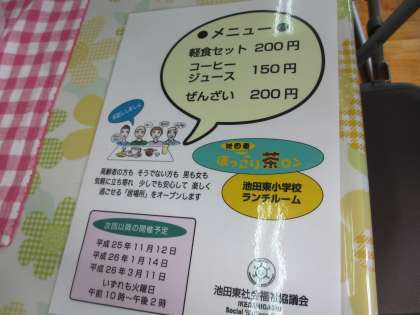 ●メニュー●
軽食セット 200円
コーヒー
ジュース 150円
ぜんざい 200円
池田東
ほっこり茶ロン
池田東小学校
ランチルーム
高齢者の方も そうでない方も 男も女も
気軽に立ち寄れ 少しでも安心して 楽しく
過ごせる「居場所」をオープンします
次回以降の開催予定
平成25年11月12日
平成26年 1月14日
平成26年 3月11日
いずれも火曜日
午前10時~午後2時
池田東社会福祉協議会
IKEDAHIGASHI
Social